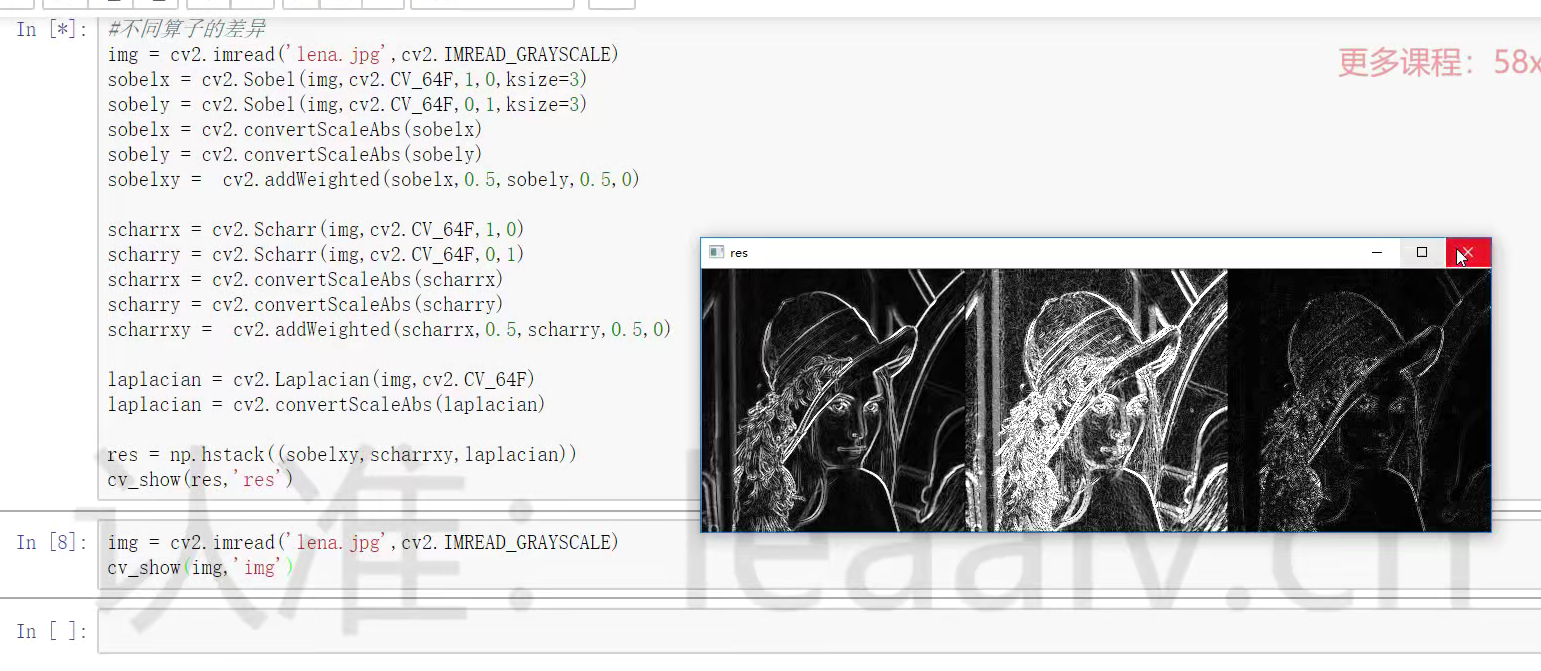 In [*]:
#不同算子的差异
img = cv2.imread('lena.jpg',cv2.IMREAD_GRAYSCALE)
sobelx = cv2.Sobel(img,cv2.CV_64F,1,0,ksize=3)
sobely = cv2.Sobel(img,cv2.CV_64F,0,1,ksize=3)
sobelx = cv2.convertScaleAbs(sobelx)
sobely = cv2.convertScaleAbs(sobely)
sobelxy =  cv2.addWeighted(sobelx,0.5,sobely,0.5,0)
scharrx = cv2.Scharr(img,cv2.CV_64F,1,0)
scharry = cv2.Scharr(img,cv2.CV_64F,0,1)
scharrx = cv2.convertScaleAbs(scharrx)
scharry = cv2.convertScaleAbs(scharry)
scharrxy =  cv2.addWeighted(scharrx,0.5,scharry,0.5,0)
laplacian = cv2.Laplacian(img,cv2.CV_64F)
laplacian = cv2.convertScaleAbs(laplacian)
res = np.hstack((sobelxy,scharrxy,laplacian))
cv_show(res,'res')
更多课程：58x
res
In [8]:
img = cv2.imread('lena.jpg',cv2.IMREAD_GRAYSCALE)
cv_show(img,'img')
In [ ]:
认准：